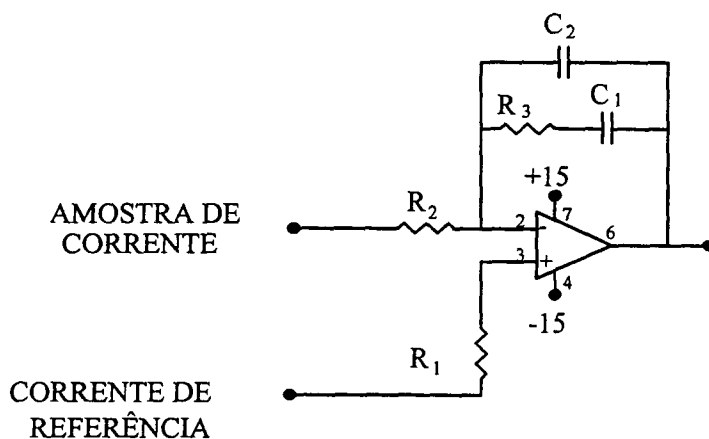 C2
R3
C1
+15
R2
7
AMOSTRA DE
CORRENTE
2
-
6
3
+
4
-15
R1
CORRENTE DE
REFERÊNCIA